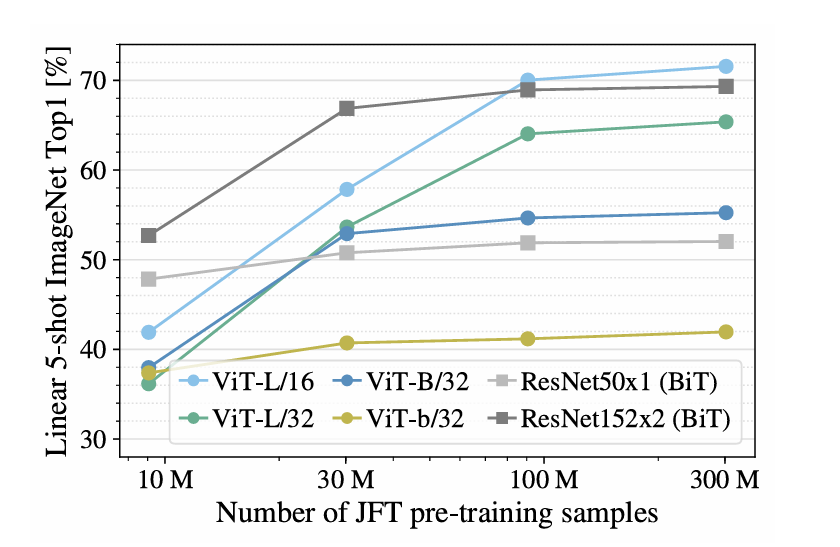 Linear 5-shot ImageNet Top1 [%]
70
60
50
40
30
ViT-L/16 ViT-B/32 ResNet50x1 (BiT)
ViT-L/32 ViT-b/32 ResNet152x2 (BiT)
10 M 30 M 100 M 300 M
Number of JFT pre-training samples